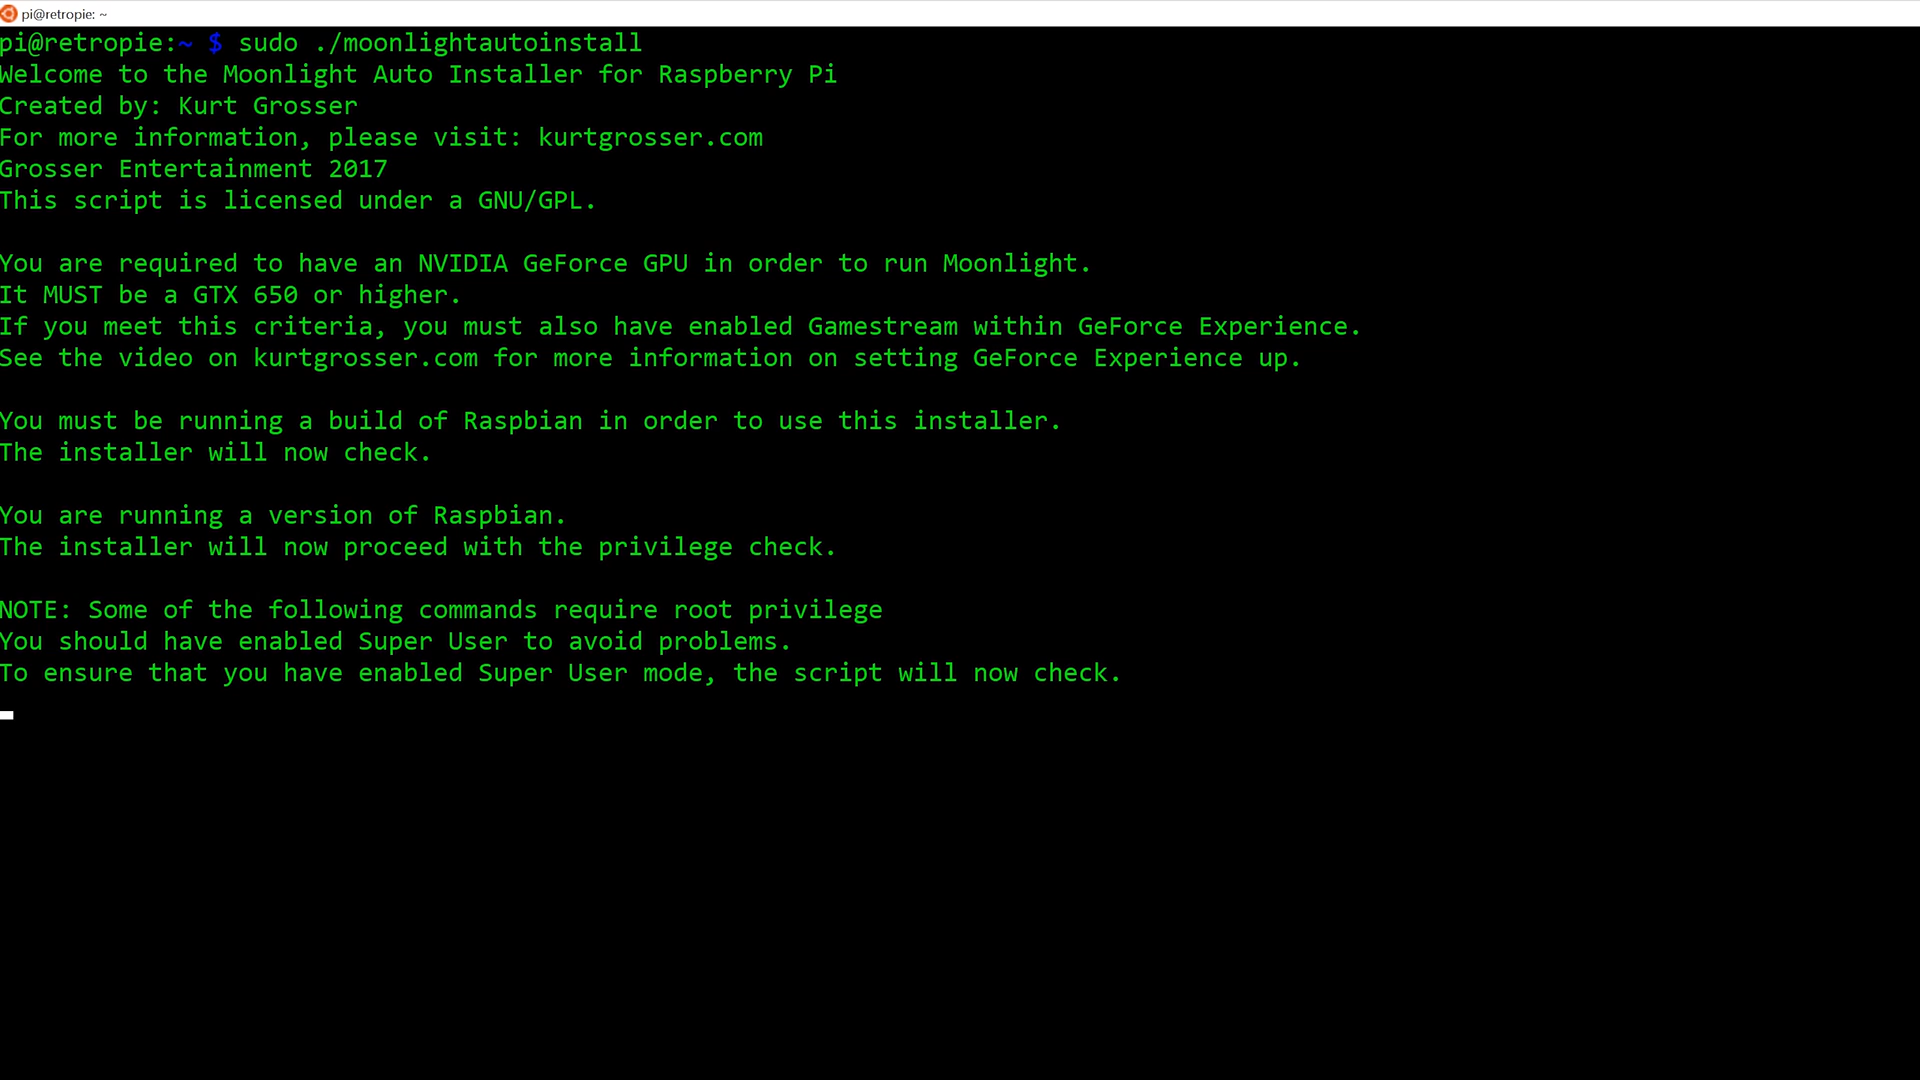 pi@retropie: ~
pi@retropie:~ $ sudo ./moonlightautoinstall
Welcome to the Moonlight Auto Installer for Raspberry Pi
Created by: Kurt Grosser
For more information, please visit: kurtgrosser.com
Grosser Entertainment 2017
This script is licensed under a GNU/GPL.
You are required to have an NVIDIA GeForce GPU in order to run Moonlight.
It MUST be a GTX 650 or higher.
If you meet this criteria, you must also have enabled Gamestream within GeForce Experience.
See the video on kurtgrosser.com for more information on setting GeForce Experience up.
You must be running a build of Raspbian in order to use this installer.
The installer will now check.
You are running a version of Raspbian.
The installer will now proceed with the privilege check.
NOTE: Some of the following commands require root privilege
You should have enabled Super User to avoid problems.
To ensure that you have enabled Super User mode, the script will now check.